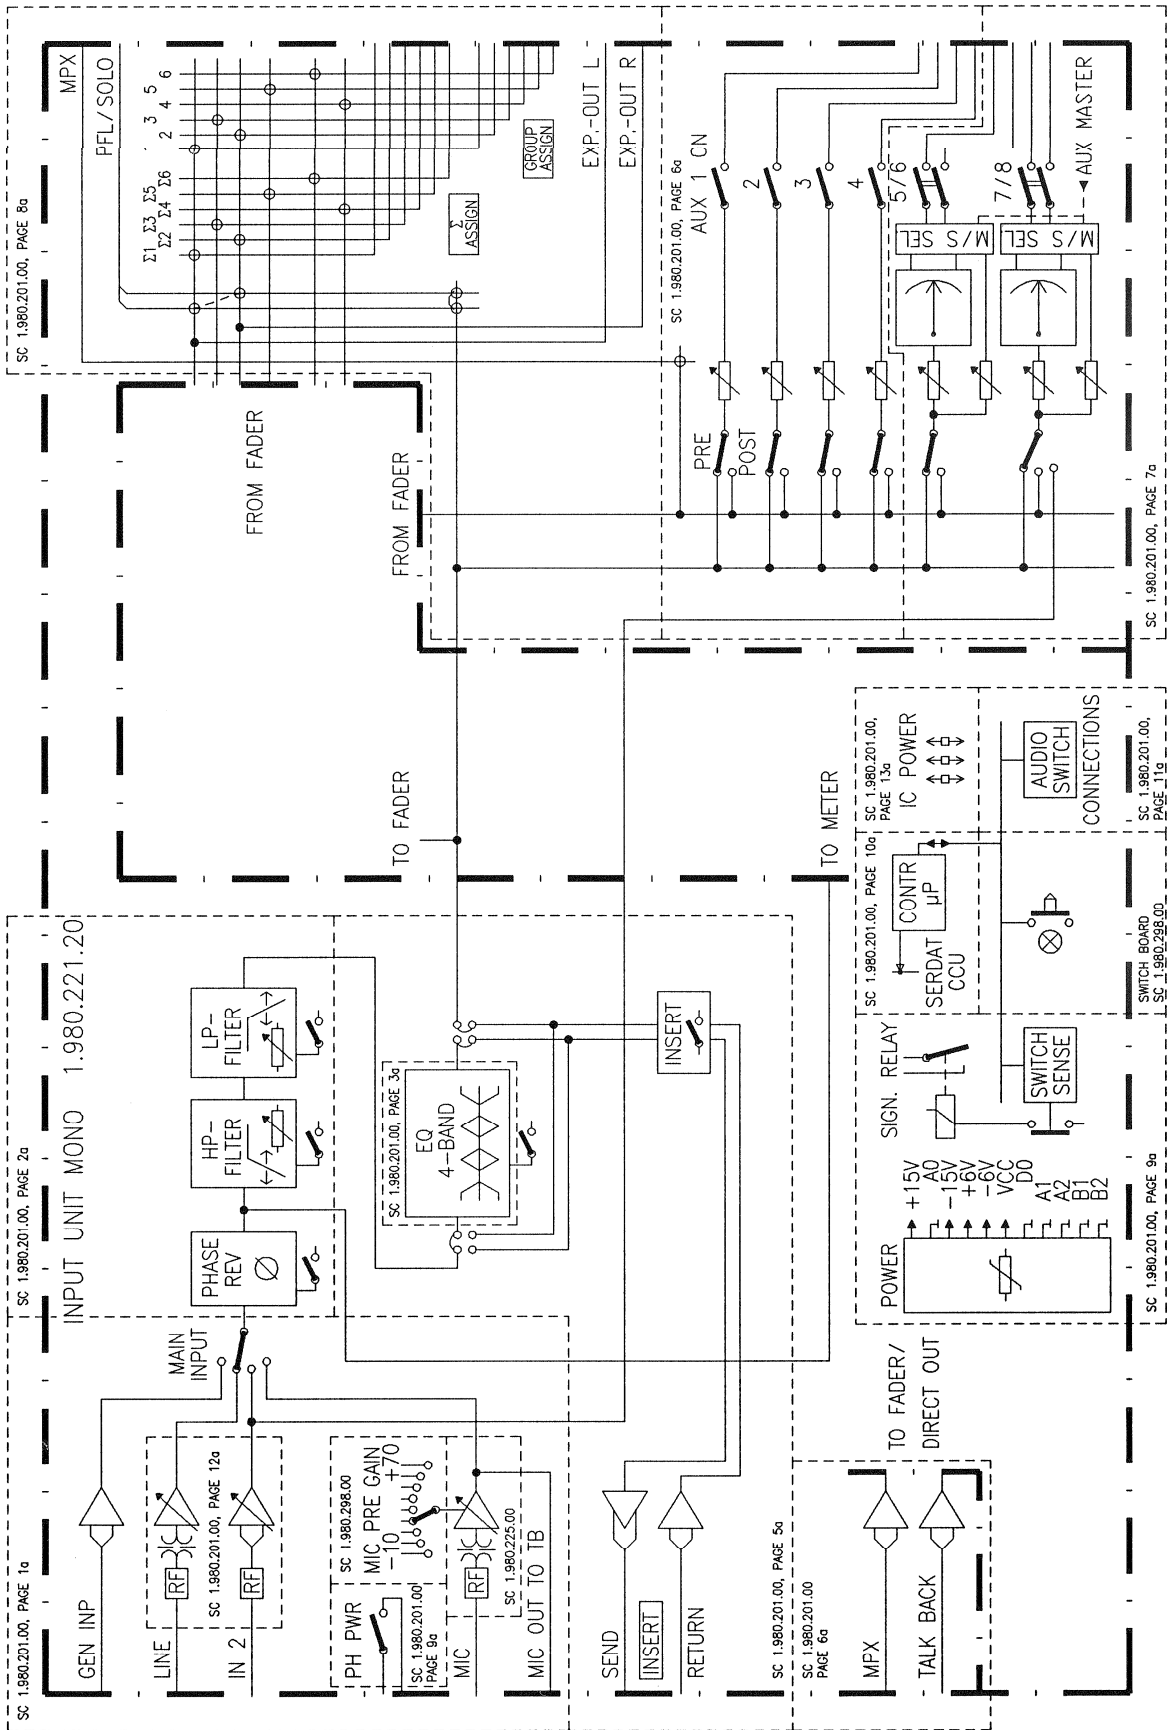 SC 1.980.201.00, PAGE 1a
GEN INP
LINE
IN 2
RF
RF
SC 1.980.201.00, PAGE 12a
MAIN
INPUT
PH PWR
SC 1.980.201.00
PAGE 9a
SC 1.980.298.00
MIC PRE GAIN
-10
+70
MIC
RF
SC 1.980.225.00
MIC OUT TO TB
SC 1.980.201.00, PAGE 2a
INPUT UNIT MONO 1.980.221.20
PHASE
REV
Ø
HP-
FILTER
LP-
FILTER
SC 1.980.201.00, PAGE 3a
EQ
4-BAND
INSERT
SEND
INSERT
RETURN
SC 1.980.201.00, PAGE 5a
SC 1.980.201.00
PAGE 6a
MPX
TALK BACK
TO FADER/
DIRECT OUT
TO FADER
TO METER
FROM FADER
FROM FADER
POWER
+15V
A0
-15V
+6V
-6V
VCC
D0
A1
A2
B1
B2
SC 1.980.201.00, PAGE 9a
SIGN. RELAY
SWITCH
SENSE
SC 1.980.201.00, PAGE 10a
CONTR
µP
SERDAT
CCU
SWITCH BOARD
SC 1.980.298.00
SC 1.980.201.00,
PAGE 13a
IC POWER
AUDIO
SWITCH
CONNECTIONS
SC 1.980.201.00,
PAGE 11a
SC 1.980.201.00, PAGE 8a
MPX
PFL/SOLO
Σ1
Σ2
Σ3
Σ4
Σ5
Σ6
2
3
4
5
6
Σ
ASSIGN
GROUP
ASSIGN
EXP.-OUT L
EXP.-OUT R
SC 1.980.201.00, PAGE 6a
PRE
POST
AUX 1 CN
2
3
4
5/6
M/S SEL
7/8
M/S SEL
AUX MASTER
SC 1.980.201.00, PAGE 7a